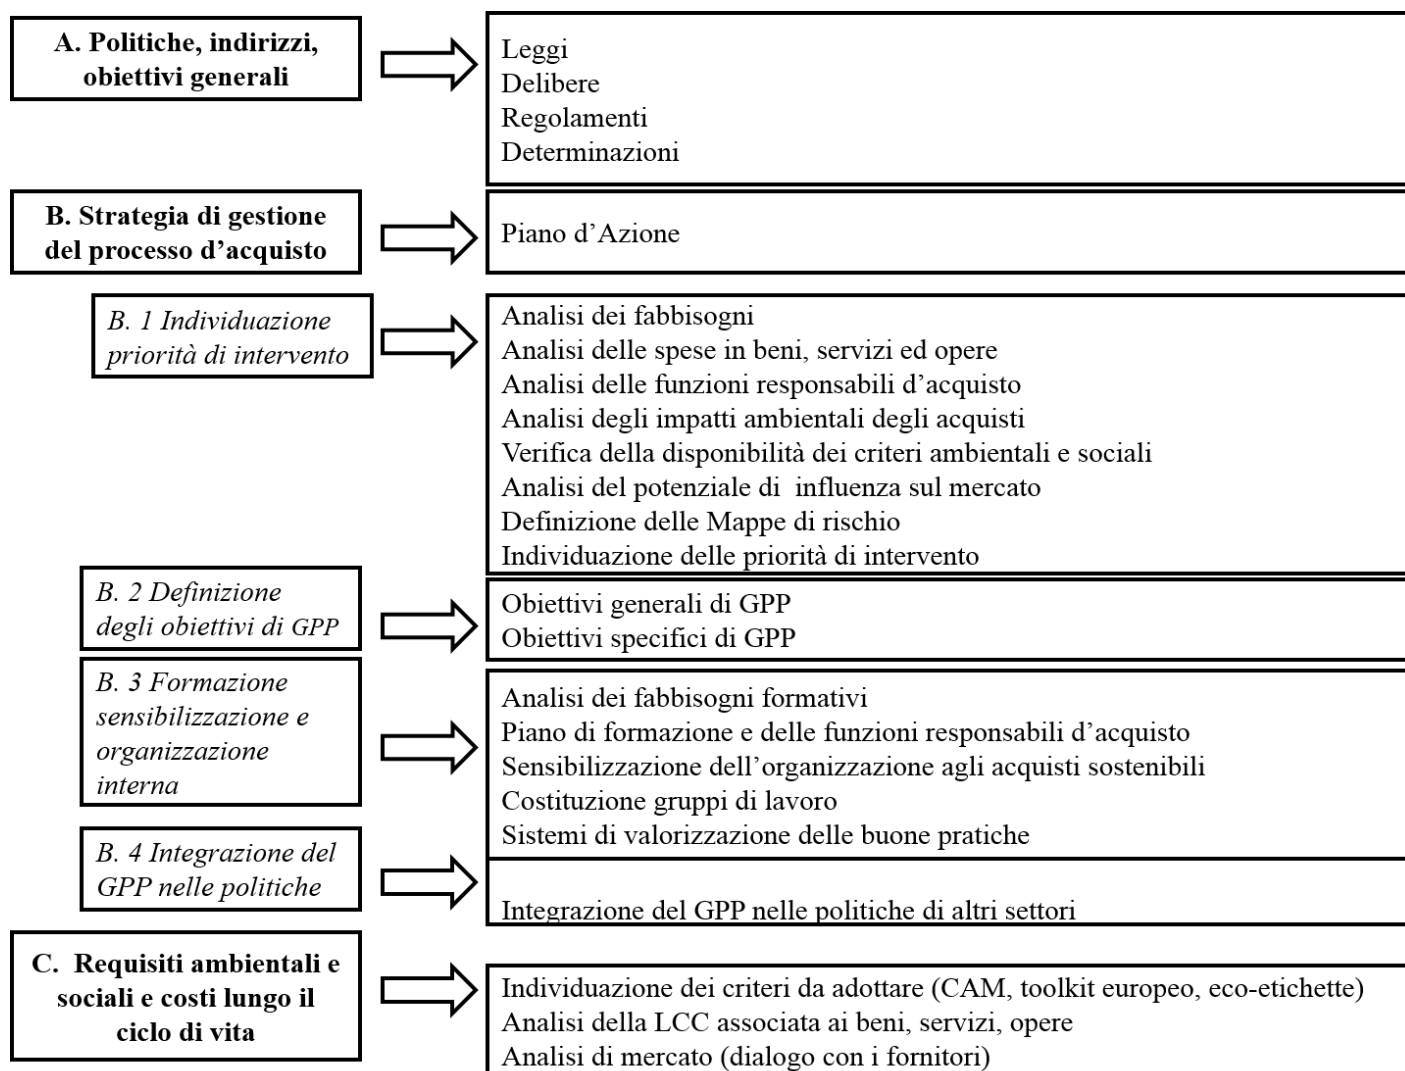 A. Politiche, indirizzi,
obiettivi generali
Leggi
Delibere
Regolamenti
Determinazioni
B. Strategia di gestione
del processo d’acquisto
Piano d’Azione
B. 1 Individuazione
priorità di intervento
Analisi dei fabbisogni
Analisi delle spese in beni, servizi ed opere
Analisi delle funzioni responsabili d’acquisto
Analisi degli impatti ambientali degli acquisti
Verifica della disponibilità dei criteri ambientali e sociali
Analisi del potenziale di influenza sul mercato
Definizione delle Mappe di rischio
Individuazione delle priorità di intervento
B. 2 Definizione
degli obiettivi di GPP
Obiettivi generali di GPP
Obiettivi specifici di GPP
B. 3 Formazione
sensibilizzazione e
organizzazione
interna
Analisi dei fabbisogni formativi
Piano di formazione e delle funzioni responsabili d’acquisto
Sensibilizzazione dell’organizzazione agli acquisti sostenibili
Costituzione gruppi di lavoro
Sistemi di valorizzazione delle buone pratiche
B. 4 Integrazione del
GPP nelle politiche
Integrazione del GPP nelle politiche di altri settori
C. Requisiti ambientali e
sociali e costi lungo il
ciclo di vita
Individuazione dei criteri da adottare (CAM, toolkit europeo, eco-etichette)
Analisi della LCC associata ai beni, servizi, opere
Analisi di mercato (dialogo con i fornitori)